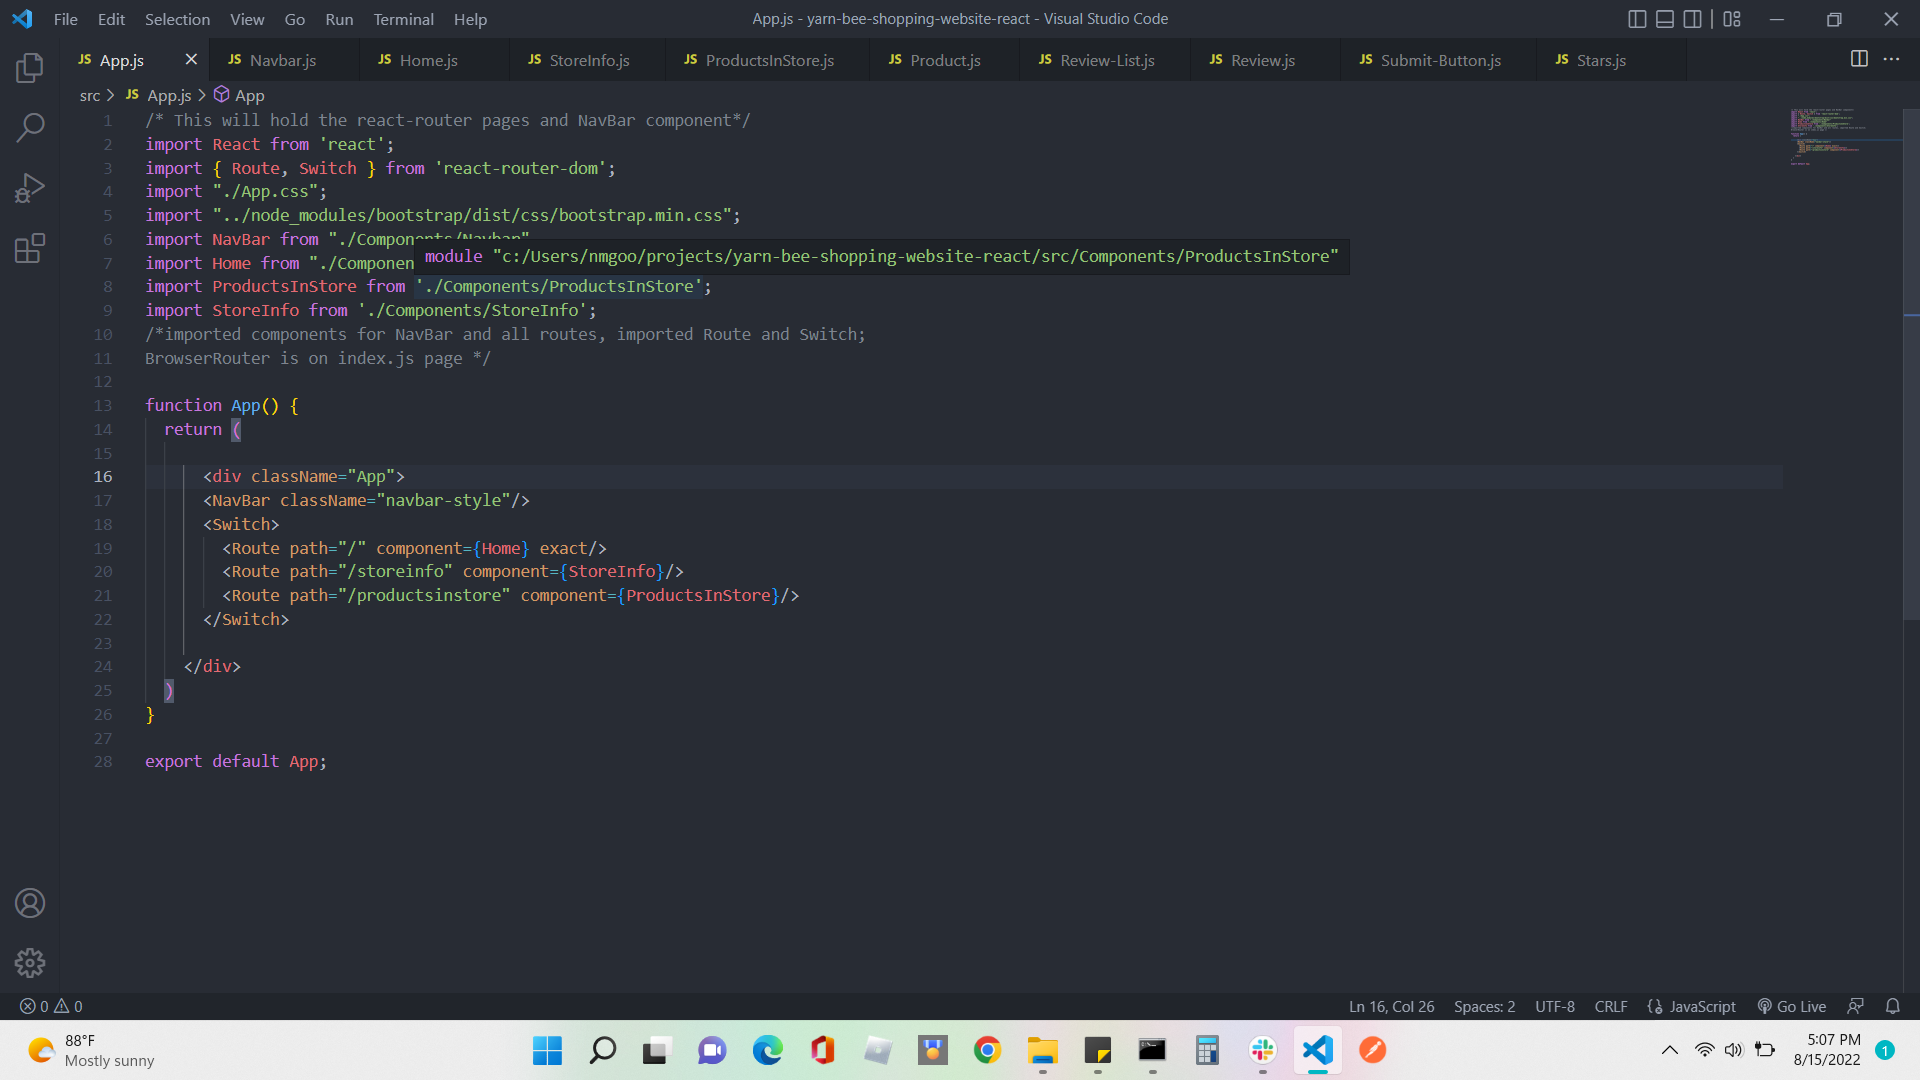 File Edit Selection View Go Run Terminal Help
App.js - yarn-bee-shopping-website-react - Visual Studio Code
JS App.js
JS Navbar.js
JS Home.js
JS StoreInfo.js
JS ProductsInStore.js
JS Product.js
JS Review-List.js
JS Review.js
JS Submit-Button.js
JS Stars.js
src > JS App.js > App
1 /* This will hold the react-router pages and NavBar component*/
2 import React from 'react';
3 import { Route, Switch } from 'react-router-dom';
4 import "./App.css";
5 import "../node_modules/bootstrap/dist/css/bootstrap.min.css";
6 import NavBar from "./Components/Navbar"
7 import Home from "./Componen
module "c:/Users/nmgoo/projects/yarn-bee-shopping-website-react/src/Components/ProductsInStore"
8 import ProductsInStore from './Components/ProductsInStore';
9 import StoreInfo from './Components/StoreInfo';
10 /*imported components for NavBar and all routes, imported Route and Switch;
11 BrowserRouter is on index.js page */
12
13 function App() {
14 return (
15
16 <div className="App">
17 <NavBar className="navbar-style"/>
18 <Switch>
19 <Route path="/" component={Home} exact/>
20 <Route path="/storeinfo" component={StoreInfo}/>
21 <Route path="/productsinstore" component={ProductsInStore}/>
22 </Switch>
23
24 </div>
25 )
26 }
27
28 export default App;
0 0
Ln 16, Col 26 Spaces: 2 UTF-8 CRLF JavaScript Go Live
88°F
Mostly sunny
5:07 PM
8/15/2022
1